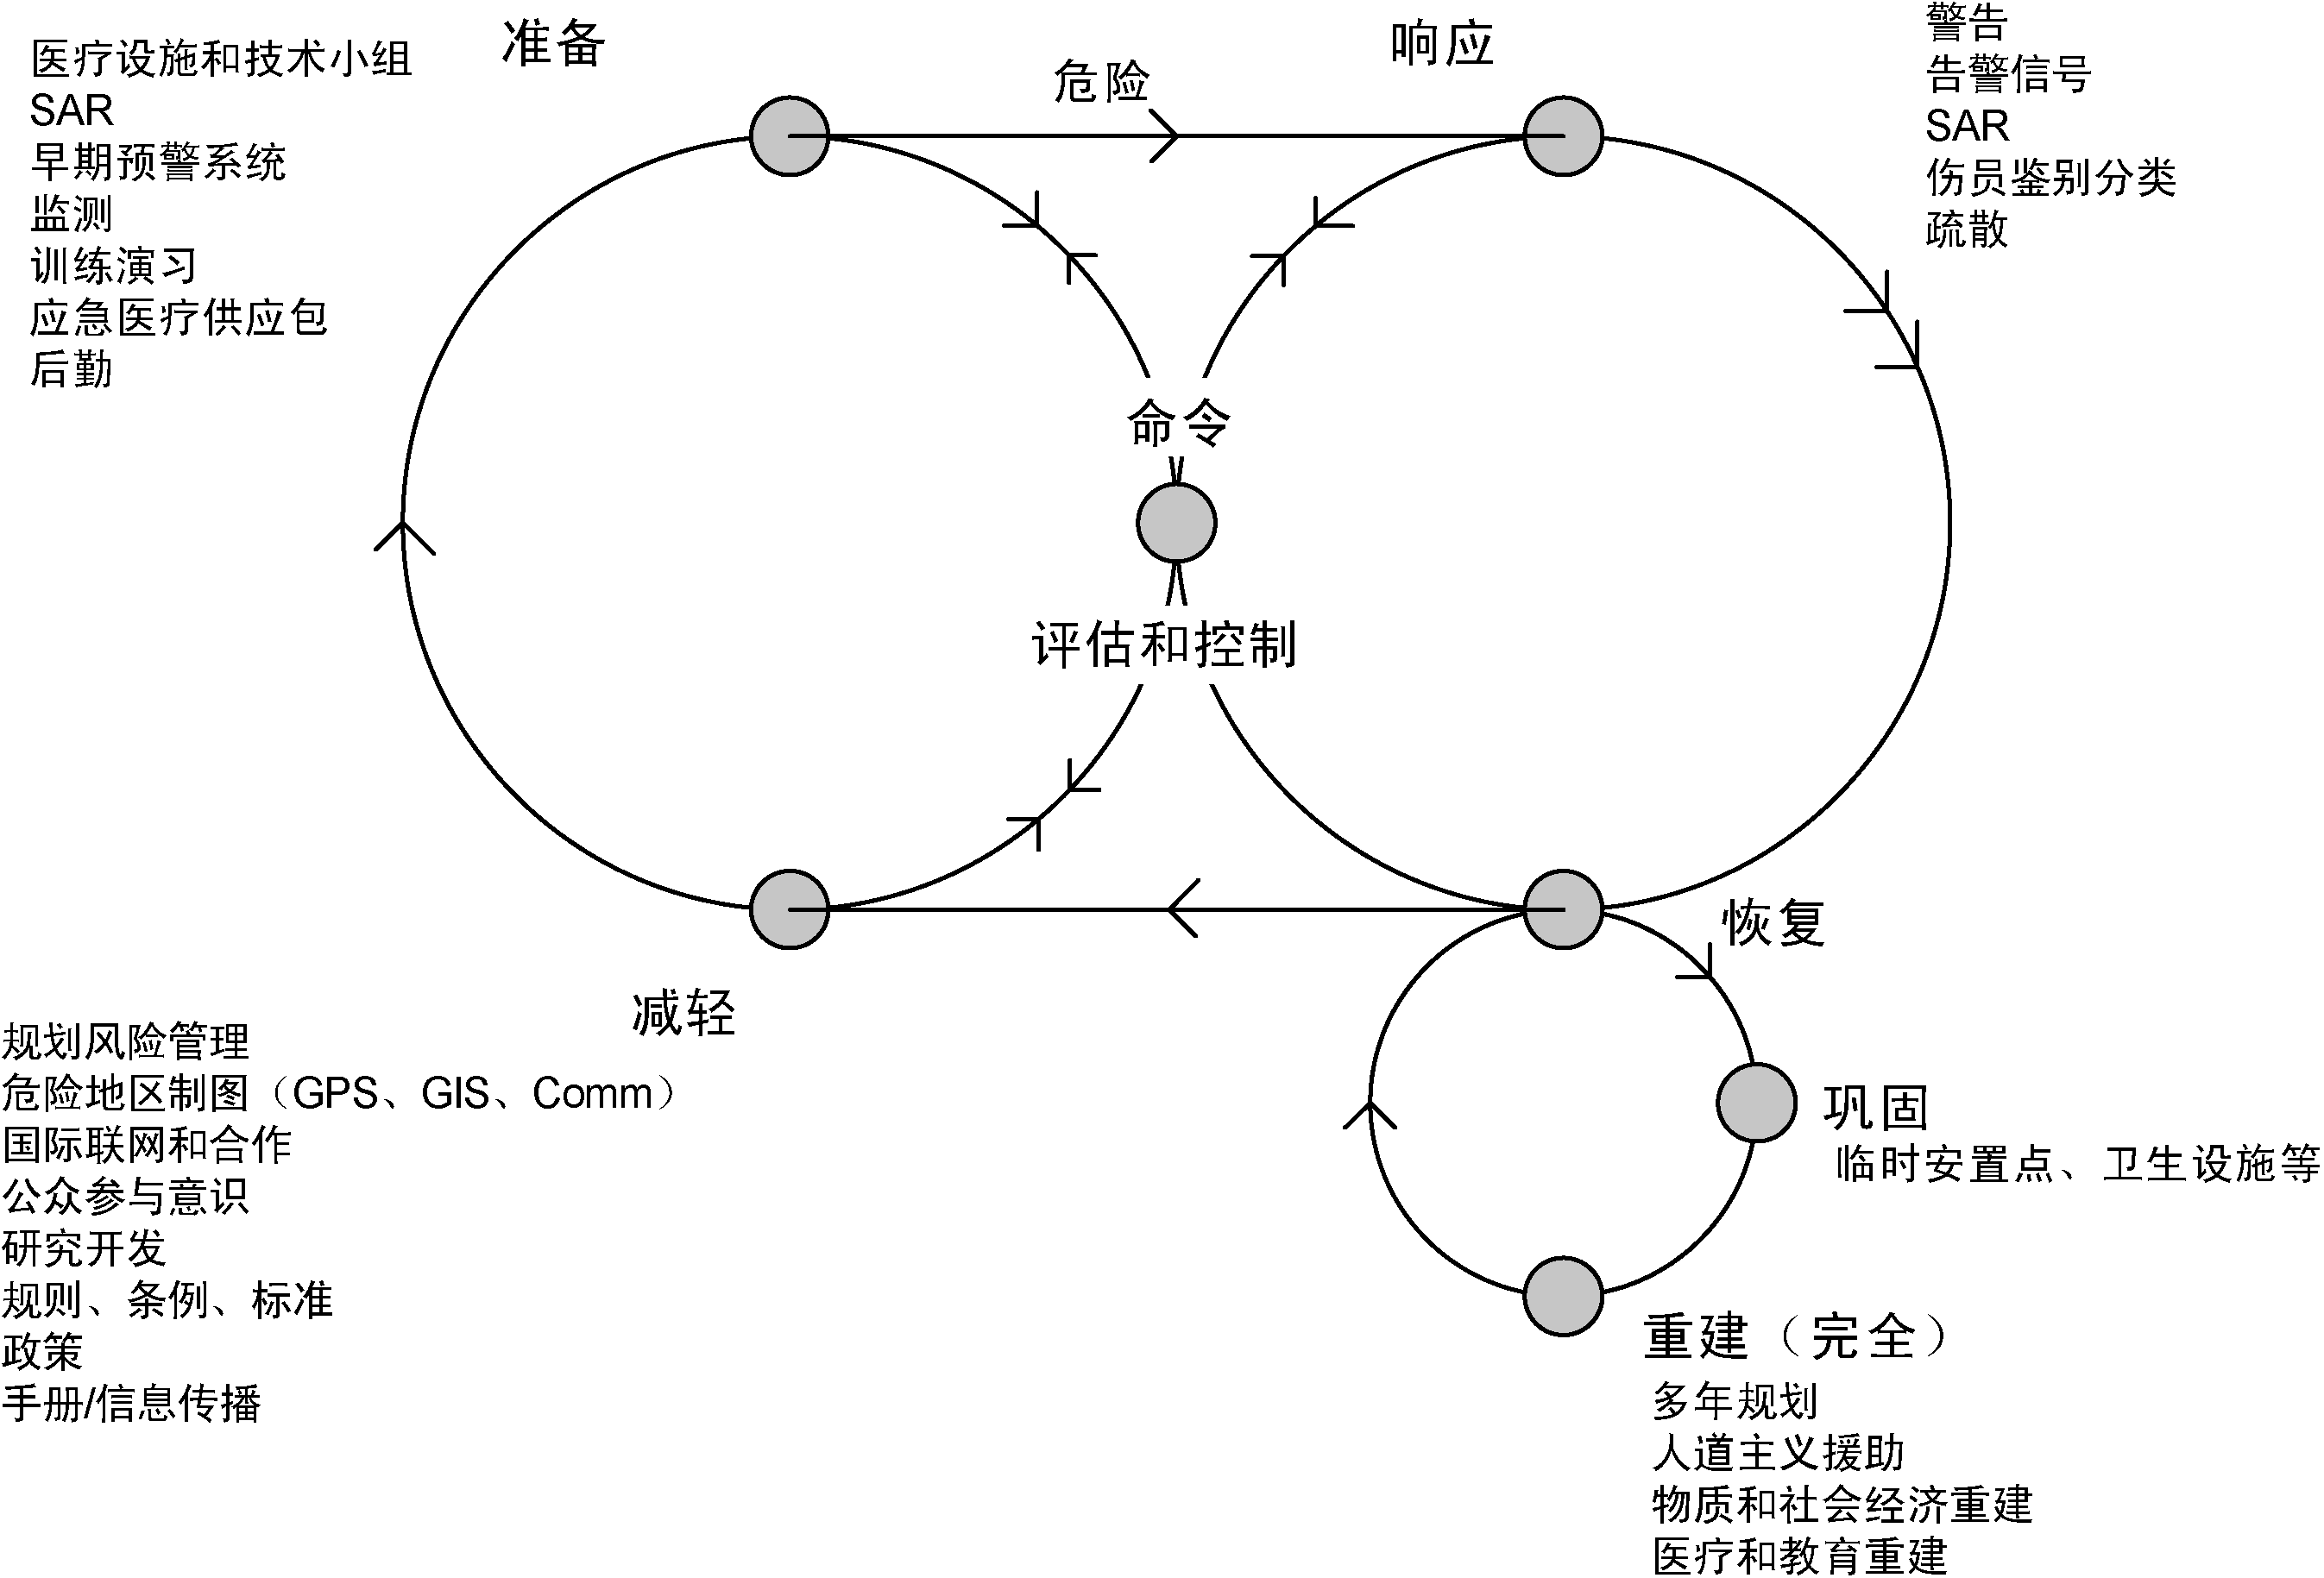 准备
医疗设施和技术小组
SAR
早期预警系统
监测
训练演习
应急医疗供应包
后勤
危险
响应
警告
告警信号
SAR
伤员鉴别分类
疏散
命令
评估和控制
减轻
规划风险管理
危险地区制图（GPS、GIS、Comm）
国际联网和合作
公众参与意识
研究开发
规则、条例、标准
政策
手册/信息传播
恢复
巩固
临时安置点、卫生设施等
重建（完全）
多年规划
人道主义援助
物质和社会经济重建
医疗和教育重建